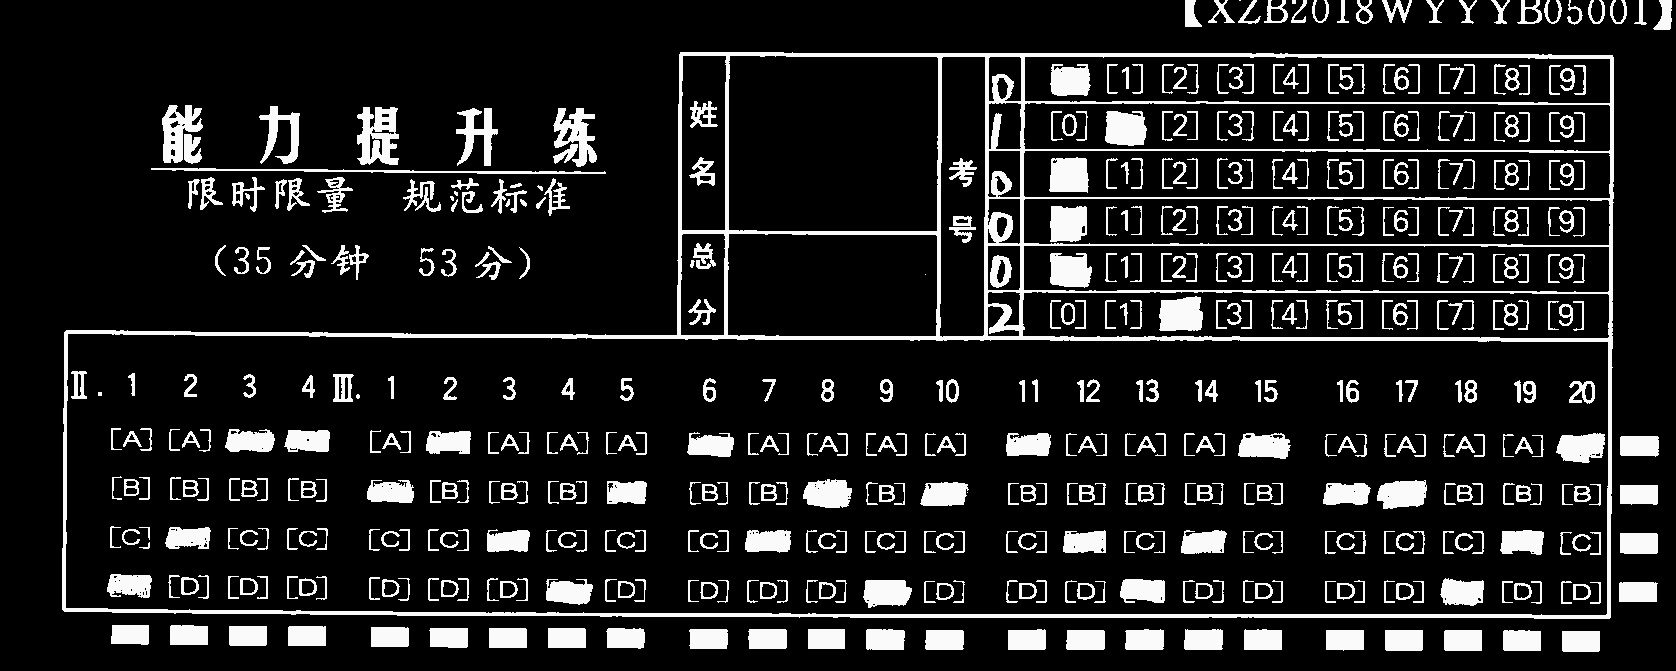 【XZB2018WYYYB05001】
能力提升练
限时限量 规范标准
（35分钟 53分）
姓名
总分
考号
0 [1] [2] [3] [4] [5] [6] [7] [8] [9]
1 [0] [2] [3] [4] [5] [6] [7] [8] [9]
0 [1] [2] [3] [4] [5] [6] [7] [8] [9]
0 [1] [2] [3] [4] [5] [6] [7] [8] [9]
0 [1] [2] [3] [4] [5] [6] [7] [8] [9]
2 [0] [1] [3] [4] [5] [6] [7] [8] [9]
Ⅱ. 1 2 3 4 Ⅲ. 1 2 3 4 5 6 7 8 9 10 11 12 13 14 15 16 17 18 19 20
[A] [A] [A] [A] [A] [A] [A] [A] [A] [A] [A] [A] [A] [A] [A] [A] [A]
[B] [B] [B] [B] [B] [B] [B] [B] [B] [B] [B] [B] [B] [B] [B] [B] [B] [B]
[C] [C] [C] [C] [C] [C] [C] [C] [C] [C] [C] [C] [C] [C] [C] [C] [C] [C]
[D] [D] [D] [D] [D] [D] [D] [D] [D] [D] [D] [D] [D] [D] [D] [D] [D] [D] [D]